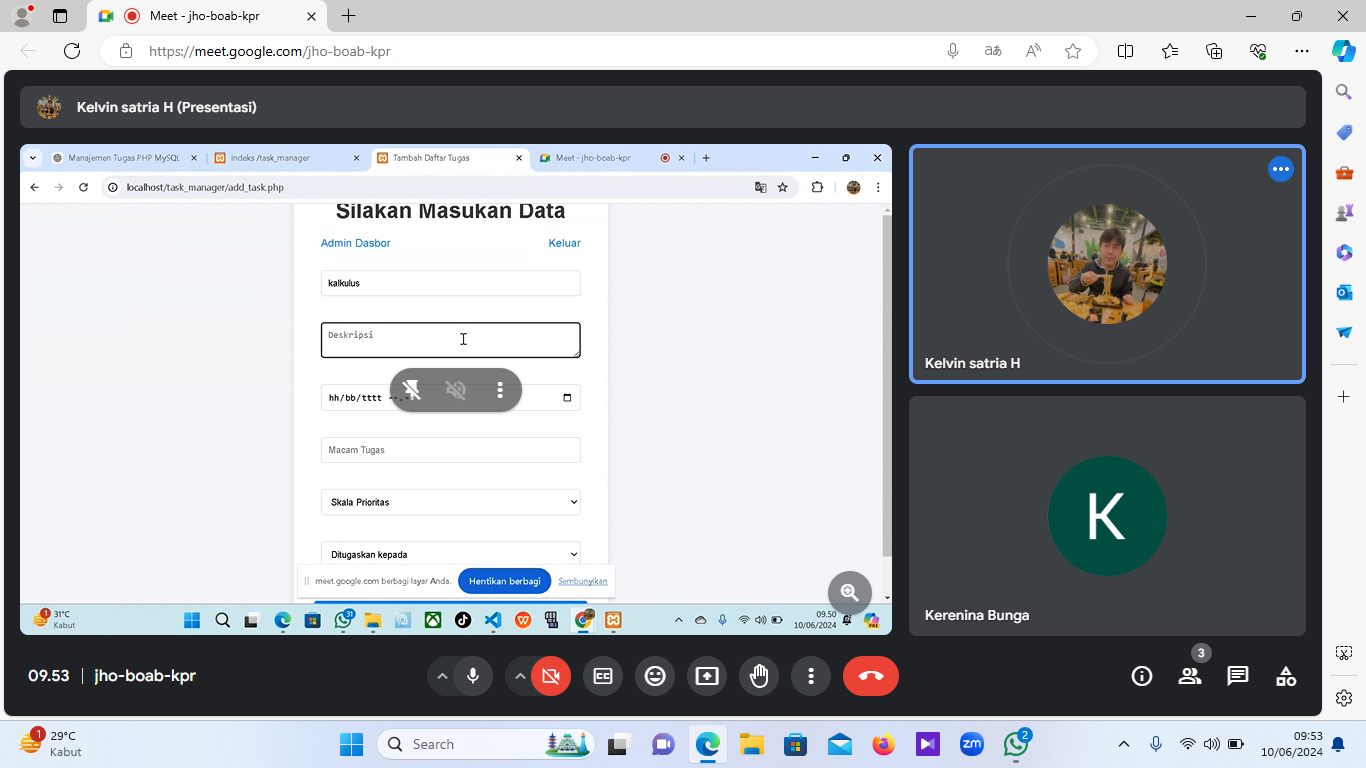 Meet - jho-boab-kpr
https://meet.google.com/jho-boab-kpr
Kelvin satria H (Presentasi)
Manajemen Tugas PHP MySQL
Indeks /task_manager
Tambah Daftar Tugas
Meet - jho-boab-kpr
localhost/task_manager/add_task.php
Silakan Masukan Data
Admin Dasbor
Keluar
kalkulus
Deskripsi
hh/bb/tttt --.--
Macam Tugas
Skala Prioritas
Ditugaskan kepada
meet.google.com berbagi layar Anda.
Hentikan berbagi
Sembunyikan
1
31°C
Kabut
31
09.50
10/06/2024
Kelvin satria H
K
Kerenina Bunga
09.53
jho-boab-kpr
3
1
29°C
Kabut
Search
zm
2
09:53
10/06/2024